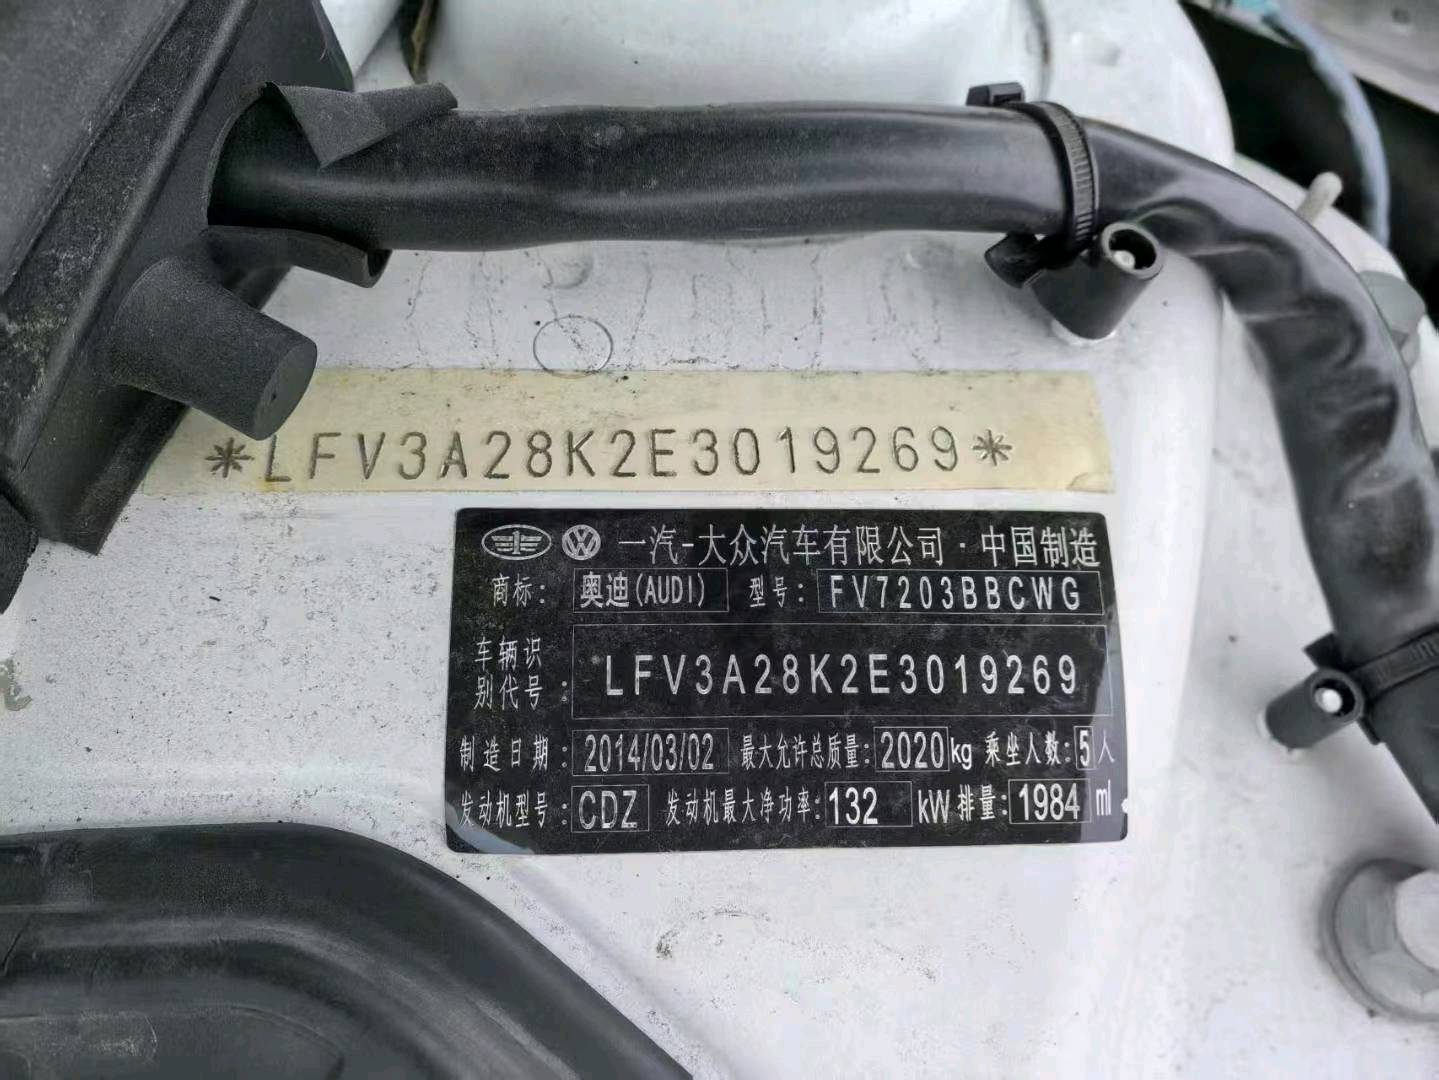 *LFV3A28K2E3019269*
一汽-大众汽车有限公司·中国制造
商标：奥迪(AUDI) 型号：FV7203BBCWG
车辆识别代号：LFV3A28K2E3019269
制造日期：2014/03/02 最大允许总质量：2020kg 乘坐人数：5人
发动机型号：CDZ 发动机最大净功率：132 kW 排量：1984 ml